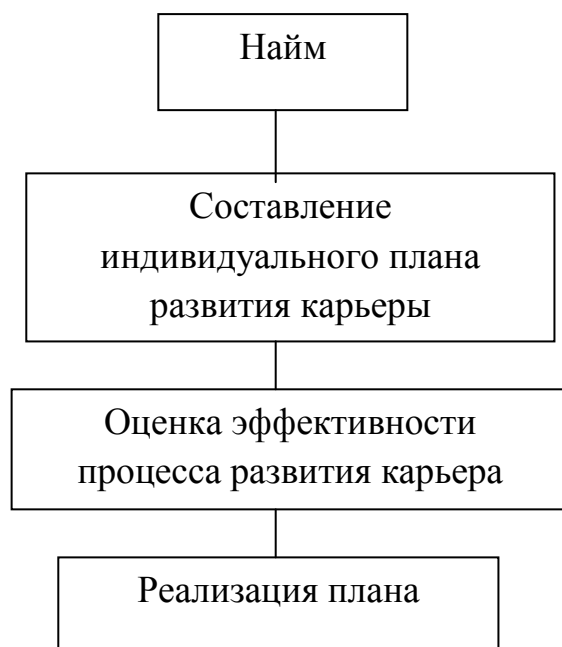 Найм
Составление
индивидуального плана
развития карьеры
Оценка эффективности
процесса развития карьера
Реализация плана